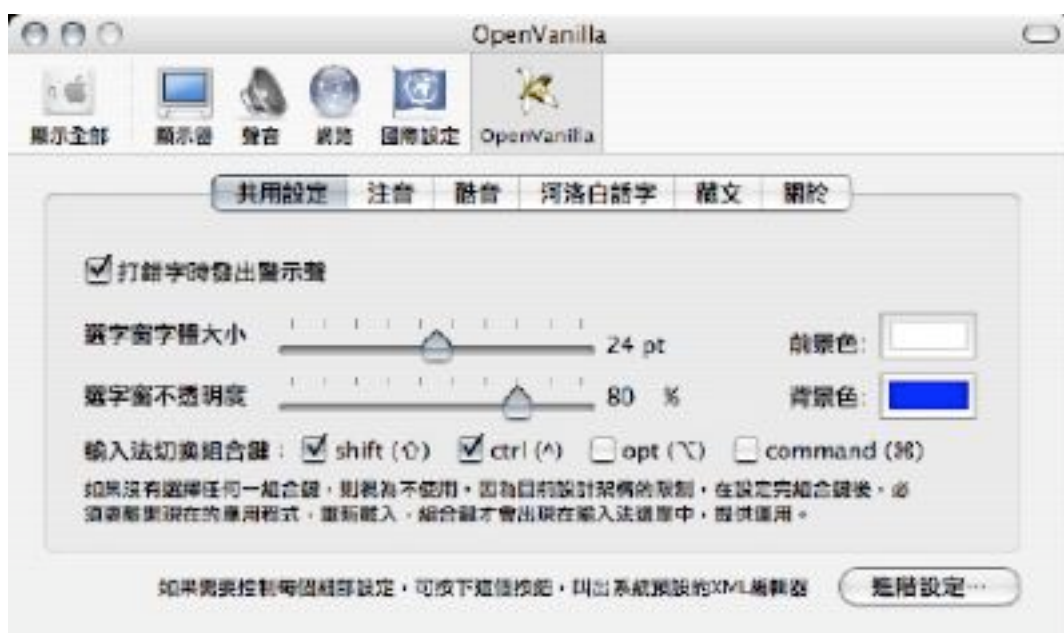 OpenVanilla
顯示全部 顯示器 聲音 網路 國際設定 OpenVanilla
共用設定 注音 酷音 河洛白話字 藏文 關於
打錯字時發出警示聲
選字窗字體大小 24 pt 前景色:
選字窗不透明度 80 % 背景色:
輸入法切換組合鍵： shift (⇧) ctrl (^) opt (⌥) command (⌘)
如果沒有選擇任何一組合鍵，則視為不使用。因為目前設計架構的限制，在設定完組合鍵後，必
須要離開現在的應用程式，重新載入，組合鍵才會出現在輸入法選單中，提供運用。
如果需要控制每個細部設定，可按下這個按鈕，叫出系統預設的XML編輯器 進階設定…